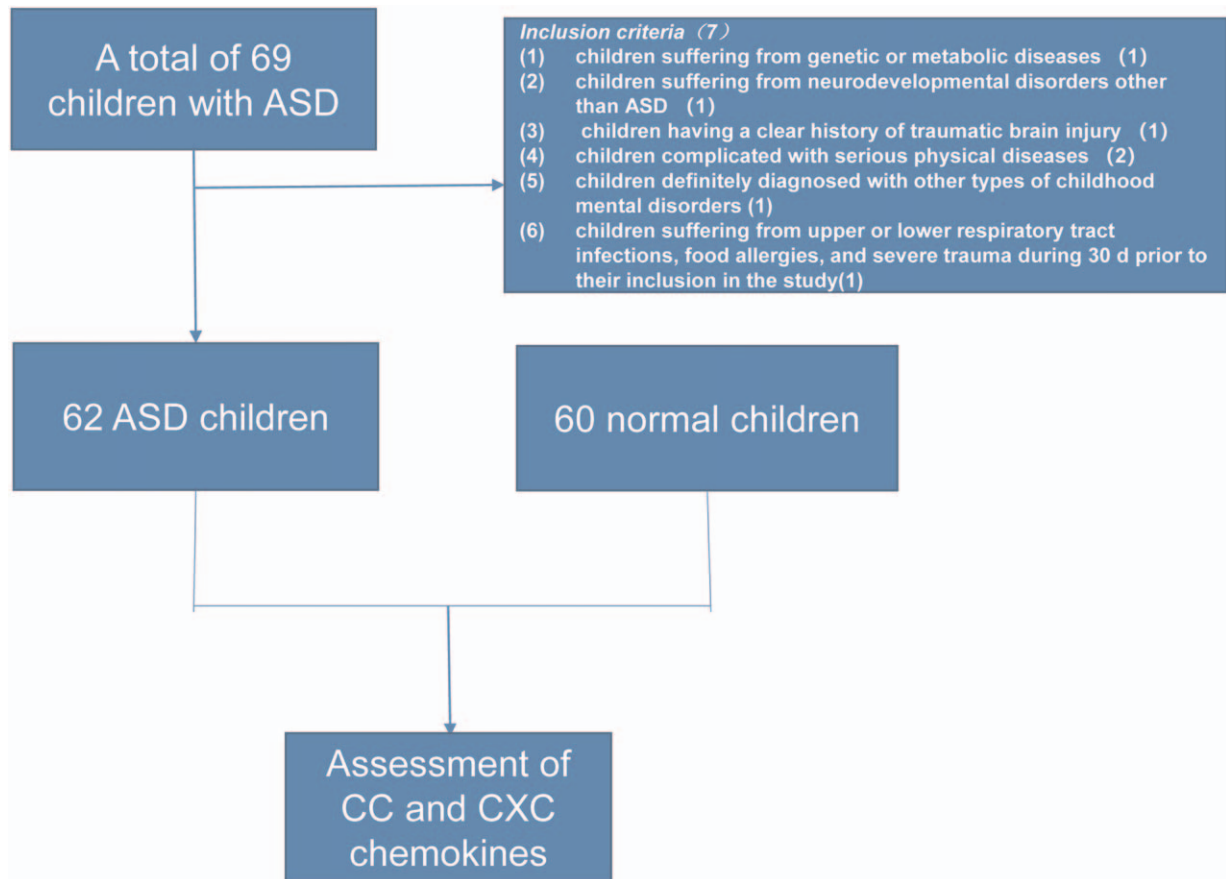 A total of 69
children with ASD
Inclusion criteria（7）
(1) children suffering from genetic or metabolic diseases （1）
(2) children suffering from neurodevelopmental disorders other
than ASD （1）
(3) children having a clear history of traumatic brain injury （1）
(4) children complicated with serious physical diseases （2）
(5) children definitely diagnosed with other types of childhood
mental disorders (1)
(6) children suffering from upper or lower respiratory tract
infections, food allergies, and severe trauma during 30 d prior to
their inclusion in the study(1)
62 ASD children
60 normal children
Assessment of
CC and CXC
chemokines